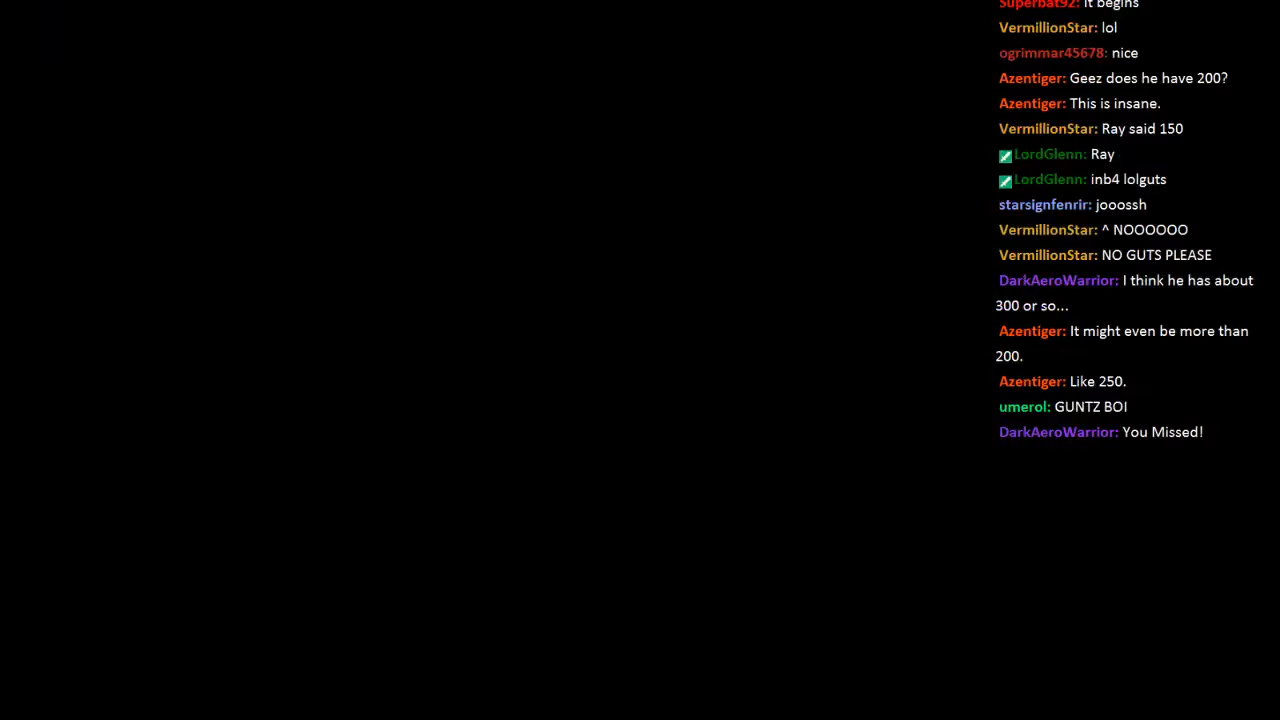 Superbat92: It begins
VermillionStar: lol
ogrimmar45678: nice
Azentiger: Geez does he have 200?
Azentiger: This is insane.
VermillionStar: Ray said 150
LordGlenn: Ray
LordGlenn: inb4 lolguts
starsignfenrir: jooossh
VermillionStar: ^ NOOOOOO
VermillionStar: NO GUTS PLEASE
DarkAeroWarrior: I think he has about
300 or so...
Azentiger: It might even be more than
200.
Azentiger: Like 250.
umerol: GUNTZ BOI
DarkAeroWarrior: You Missed!